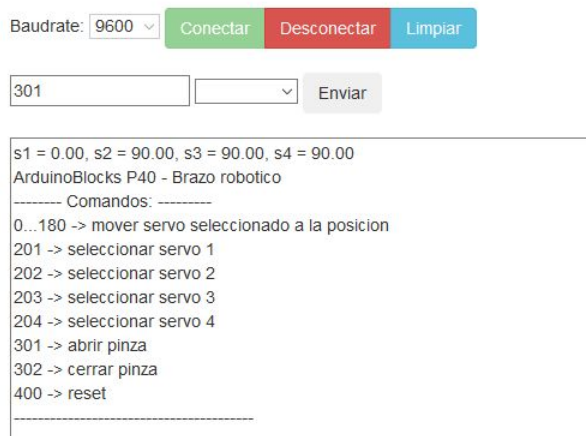 Baudrate: 9600 Conectar Desconectar Limpiar
301 Enviar
s1 = 0.00, s2 = 90.00, s3 = 90.00, s4 = 90.00
ArduinoBlocks P40 - Brazo robotico
-------- Comandos: ---------
0...180 -> mover servo seleccionado a la posicion
201 -> seleccionar servo 1
202 -> seleccionar servo 2
203 -> seleccionar servo 3
204 -> seleccionar servo 4
301 -> abrir pinza
302 -> cerrar pinza
400 -> reset
----------------------------------------